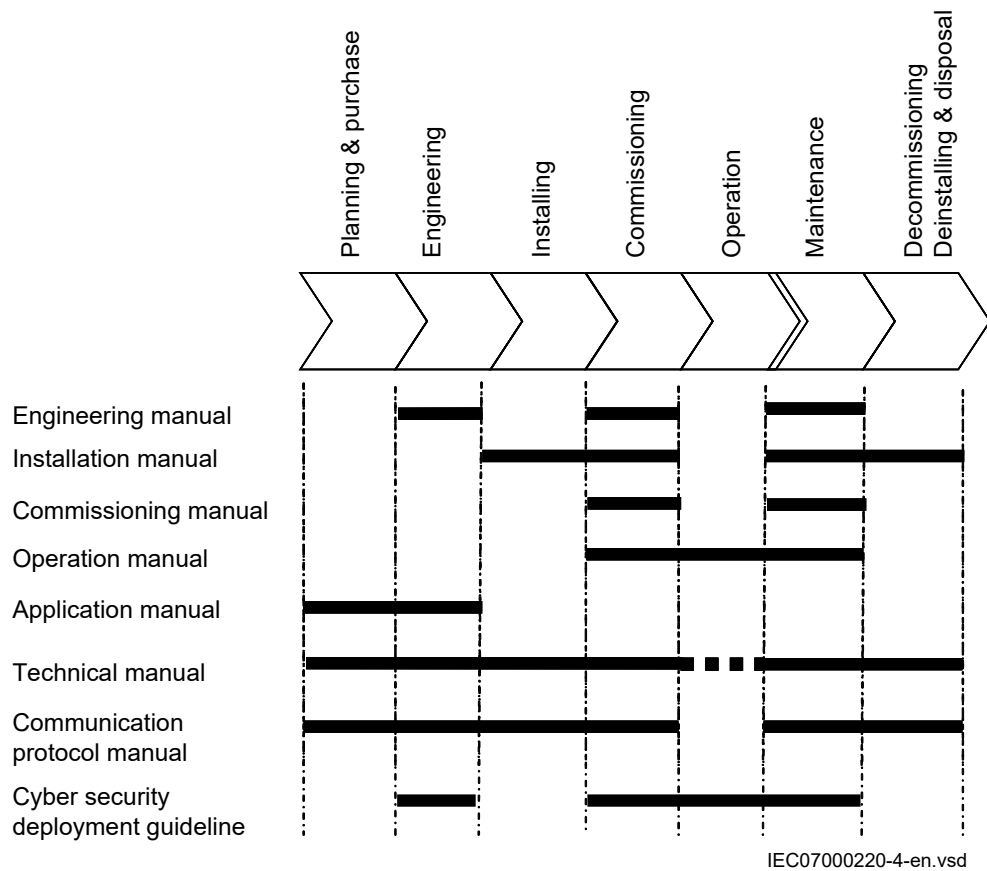 Planning & purchase
Engineering
Installing
Commissioning
Operation
Maintenance
Decommissioning
Deinstalling & disposal
Engineering manual
Installation manual
Commissioning manual
Operation manual
Application manual
Technical manual
Communication
protocol manual
Cyber security
deployment guideline
IEC07000220-4-en.vsd